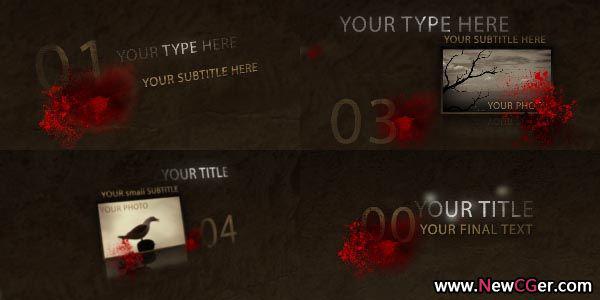 01 YOUR TYPE HERE
YOUR SUBTITLE HERE
YOUR TYPE HERE
YOUR SUBTITLE HERE
YOUR PHO
03
YOUR TITLE
YOUR small SUBTITLE
YOUR PHOTO
04
00 YOUR TITLE
YOUR FINAL TEXT
www.NewCGer.com